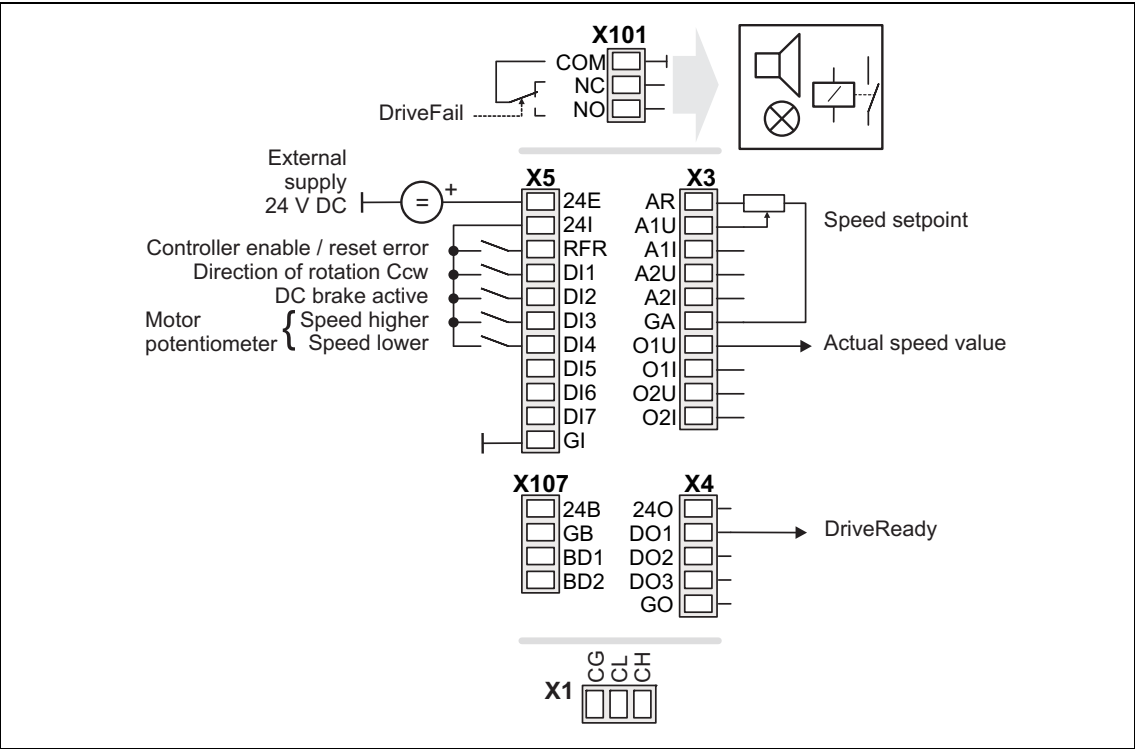 X101
COM
NC
DriveFail
NO
External
supply
24 V DC
=
+
X5
X3
24E
AR
24I
A1U
Speed setpoint
Controller enable / reset error
RFR
A1I
Direction of rotation Ccw
DI1
A2U
DC brake active
DI2
A2I
Motor
potentiometer
{
Speed higher
DI3
GA
Speed lower
DI4
O1U
Actual speed value
DI5
O1I
DI6
O2U
DI7
O2I
GI
X107
X4
24B
24O
GB
DO1
DriveReady
BD1
DO2
BD2
DO3
GO
X1
CG
CL
CH